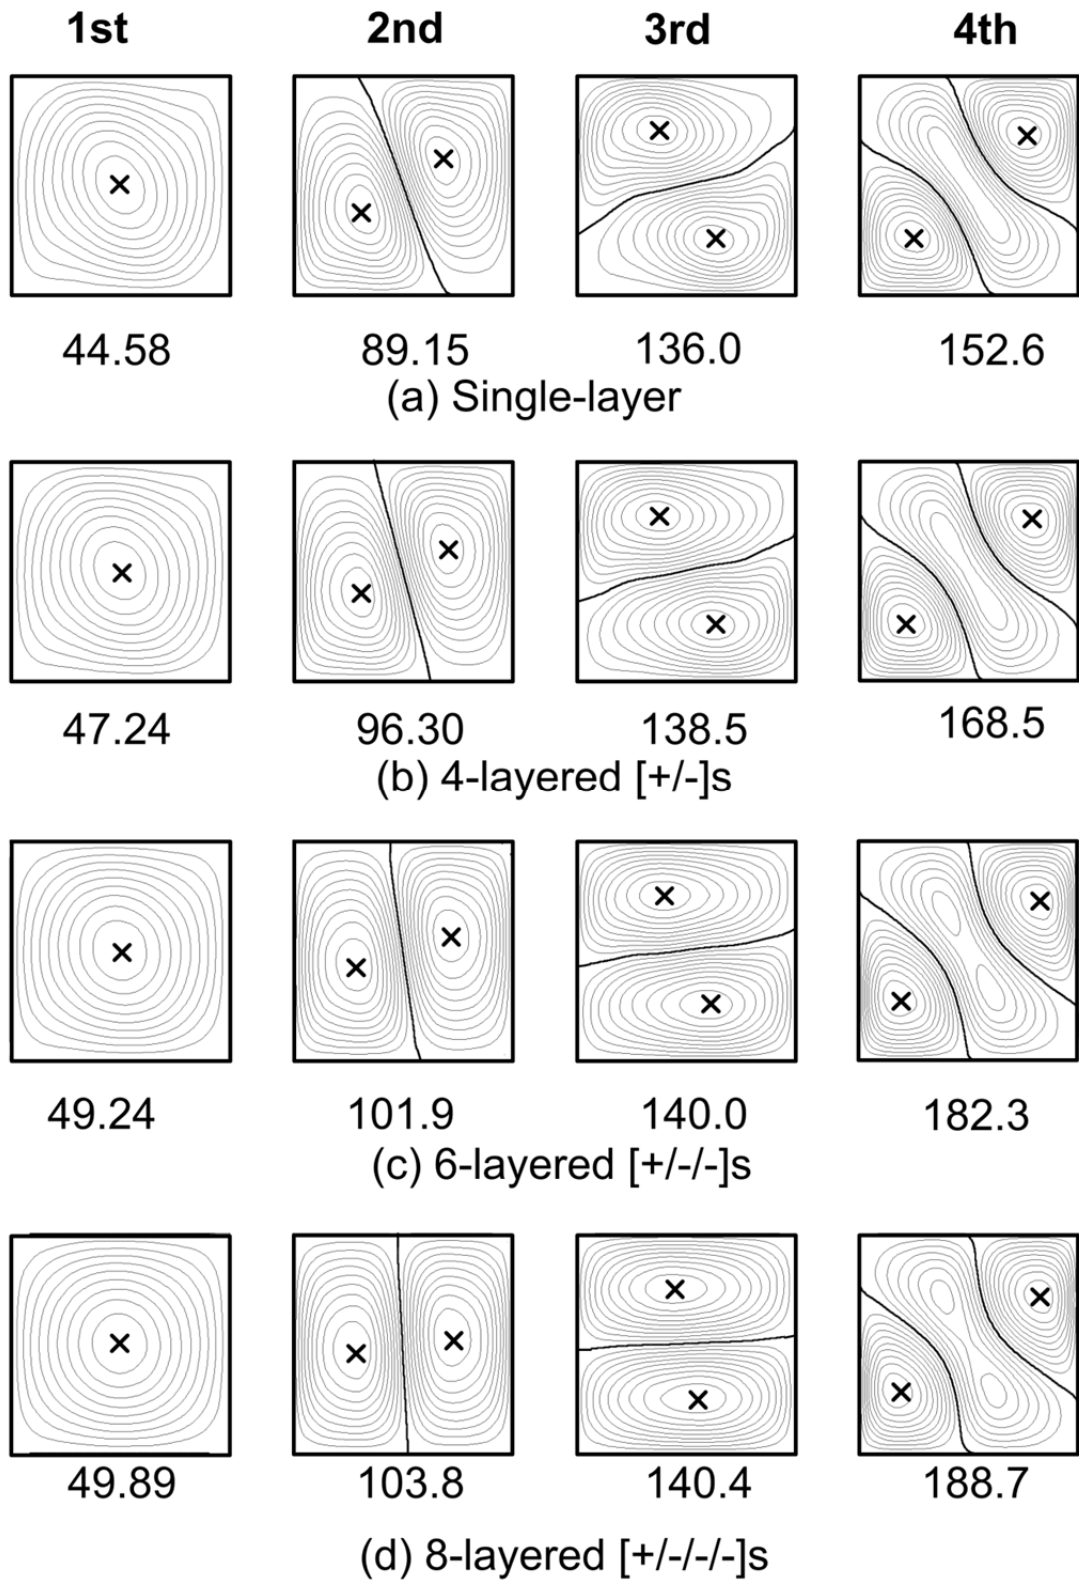 1st 2nd 3rd 4th
44.58 89.15 136.0 152.6
(a) Single-layer
47.24 96.30 138.5 168.5
(b) 4-layered [+/-]s
49.24 101.9 140.0 182.3
(c) 6-layered [+/-/-]s
49.89 103.8 140.4 188.7
(d) 8-layered [+/-/-/-]s